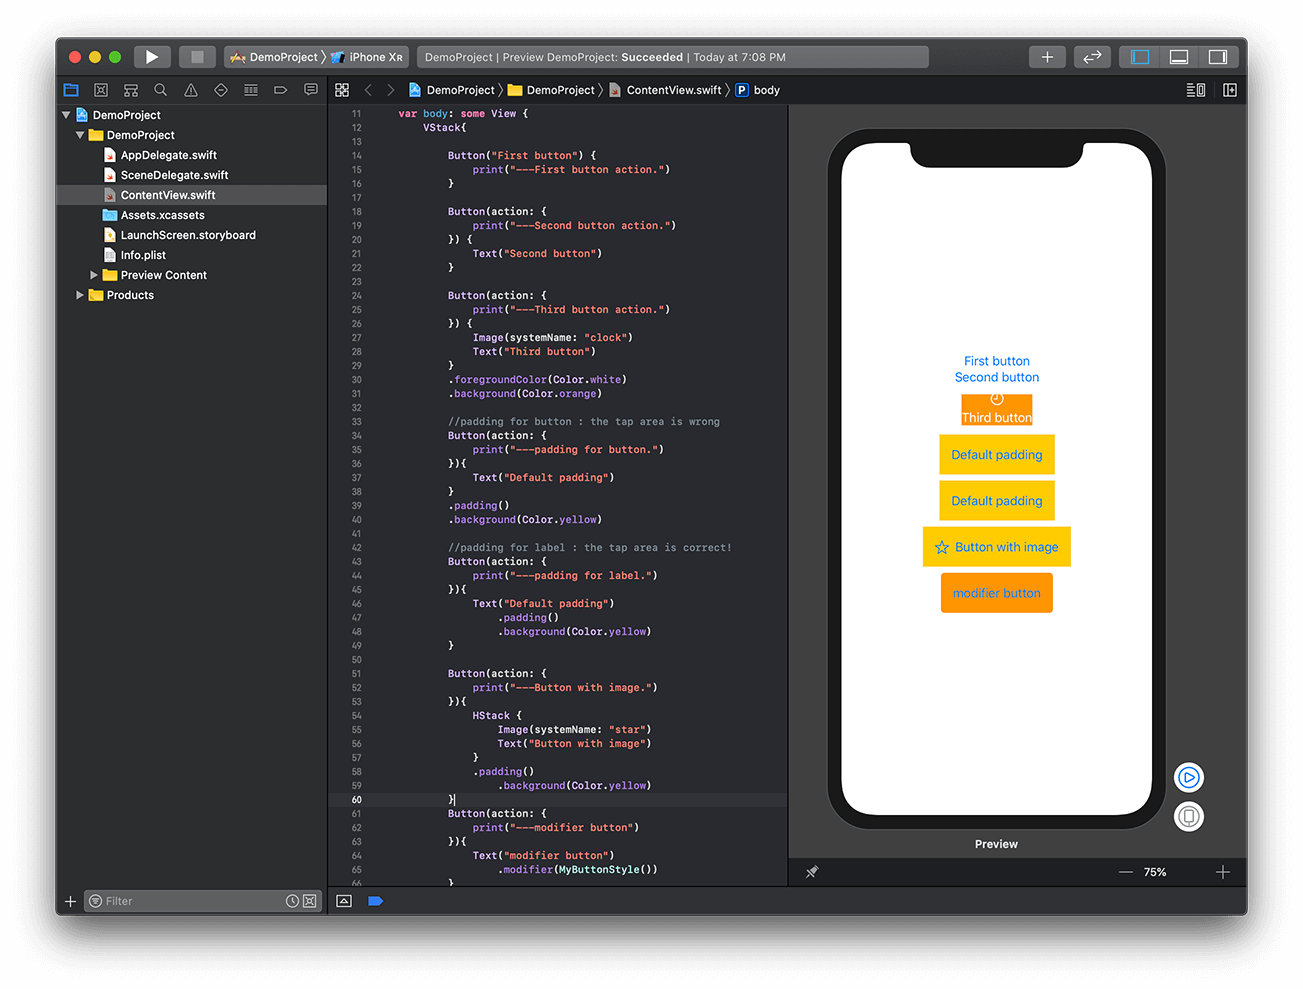 DemoProject 〉 iPhone XR
DemoProject | Preview DemoProject: Succeeded | Today at 7:08 PM
DemoProject 〉 DemoProject 〉 ContentView.swift 〉 P body
DemoProject
DemoProject
AppDelegate.swift
SceneDelegate.swift
ContentView.swift
Assets.xcassets
LaunchScreen.storyboard
Info.plist
Preview Content
Products
Filter
11 var body: some View {
12 VStack{
13
14 Button("First button") {
15 print("---First button action.")
16 }
17
18 Button(action: {
19 print("---Second button action.")
20 }) {
21 Text("Second button")
22 }
23
24 Button(action: {
25 print("---Third button action.")
26 }) {
27 Image(systemName: "clock")
28 Text("Third button")
29 }
30 .foregroundColor(Color.white)
31 .background(Color.orange)
32
33 //padding for button : the tap area is wrong
34 Button(action: {
35 print("---padding for button.")
36 }){
37 Text("Default padding")
38 }
39 .padding()
40 .background(Color.yellow)
41
42 //padding for label : the tap area is correct!
43 Button(action: {
44 print("---padding for label.")
45 }){
46 Text("Default padding")
47 .padding()
48 .background(Color.yellow)
49 }
50
51 Button(action: {
52 print("---Button with image.")
53 }){
54 HStack {
55 Image(systemName: "star")
56 Text("Button with image")
57 }
58 .padding()
59 .background(Color.yellow)
60 }
61 Button(action: {
62 print("---modifier button")
63 }){
64 Text("modifier button")
65 .modifier(MyButtonStyle())
66 }
First button
Second button
Third button
Default padding
Default padding
Button with image
modifier button
Preview
75%